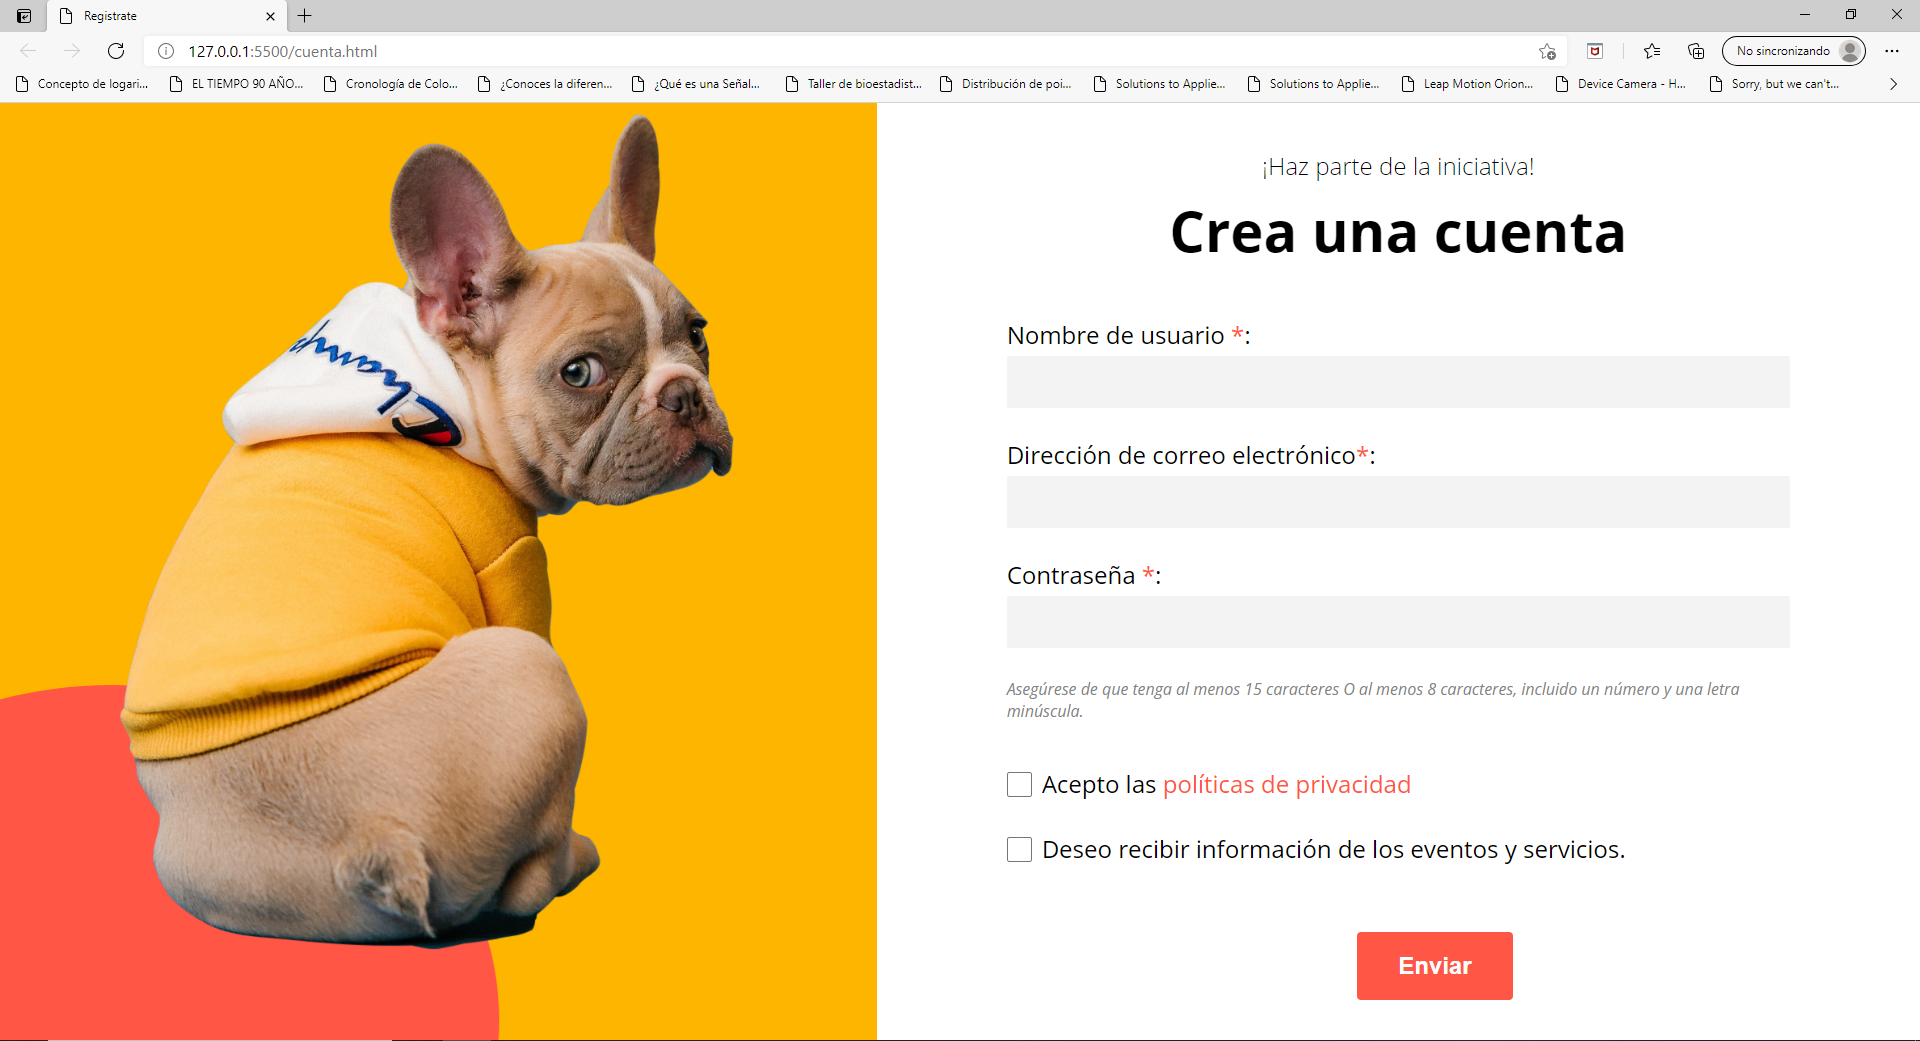 Registrate
127.0.0.1:5500/cuenta.html
No sincronizando
Concepto de logari...
EL TIEMPO 90 AÑO...
Cronología de Colo...
¿Conoces la diferen...
¿Qué es una Señal...
Taller de bioestadist...
Distribución de poi...
Solutions to Applie...
Solutions to Applie...
Leap Motion Orion...
Device Camera - H...
Sorry, but we can't...
¡Haz parte de la iniciativa!
Crea una cuenta
Nombre de usuario *:
Dirección de correo electrónico*:
Contraseña *:
Asegúrese de que tenga al menos 15 caracteres O al menos 8 caracteres, incluido un número y una letra
minúscula.
Acepto las políticas de privacidad
Deseo recibir información de los eventos y servicios.
Enviar